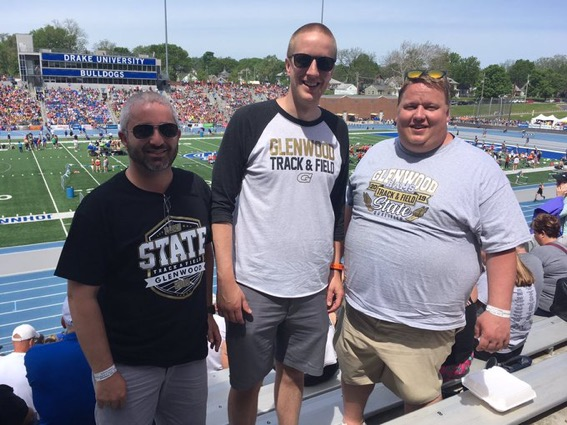 DRAKE UNIVERSITY
BULLDOGS
GLENWOOD
TRACK & FIELD
G
GLENWOOD
State
STATE
TRACK & FIELD
GLENWOOD